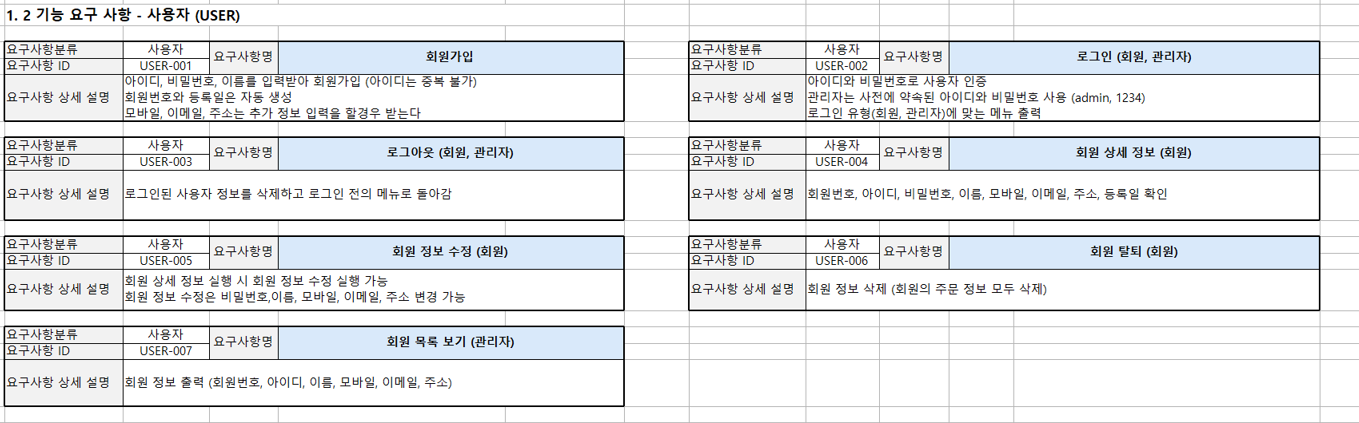 1. 2 기능 요구 사항 - 사용자 (USER)
요구사항분류 사용자 요구사항명 회원가입
요구사항 ID USER-001
요구사항 상세 설명 아이디, 비밀번호, 이름를 입력받아 회원가입 (아이디는 중복 불가)
회원번호와 등록일은 자동 생성
모바일, 이메일, 주소는 추가 정보 입력을 할경우 받는다
요구사항분류 사용자 요구사항명 로그인 (회원, 관리자)
요구사항 ID USER-002
요구사항 상세 설명 아이디와 비밀번호로 사용자 인증
관리자는 사전에 약속된 아이디와 비밀번호 사용 (admin, 1234)
로그인 유형(회원, 관리자)에 맞는 메뉴 출력
요구사항분류 사용자 요구사항명 로그아웃 (회원, 관리자)
요구사항 ID USER-003
요구사항 상세 설명 로그인된 사용자 정보를 삭제하고 로그인 전의 메뉴로 돌아감
요구사항분류 사용자 요구사항명 회원 상세 정보 (회원)
요구사항 ID USER-004
요구사항 상세 설명 회원번호, 아이디, 비밀번호, 이름, 모바일, 이메일, 주소, 등록일 확인
요구사항분류 사용자 요구사항명 회원 정보 수정 (회원)
요구사항 ID USER-005
요구사항 상세 설명 회원 상세 정보 실행 시 회원 정보 수정 실행 가능
회원 정보 수정은 비밀번호,이름, 모바일, 이메일, 주소 변경 가능
요구사항분류 사용자 요구사항명 회원 탈퇴 (회원)
요구사항 ID USER-006
요구사항 상세 설명 회원 정보 삭제 (회원의 주문 정보 모두 삭제)
요구사항분류 사용자 요구사항명 회원 목록 보기 (관리자)
요구사항 ID USER-007
요구사항 상세 설명 회원 정보 출력 (회원번호, 아이디, 이름, 모바일, 이메일, 주소)